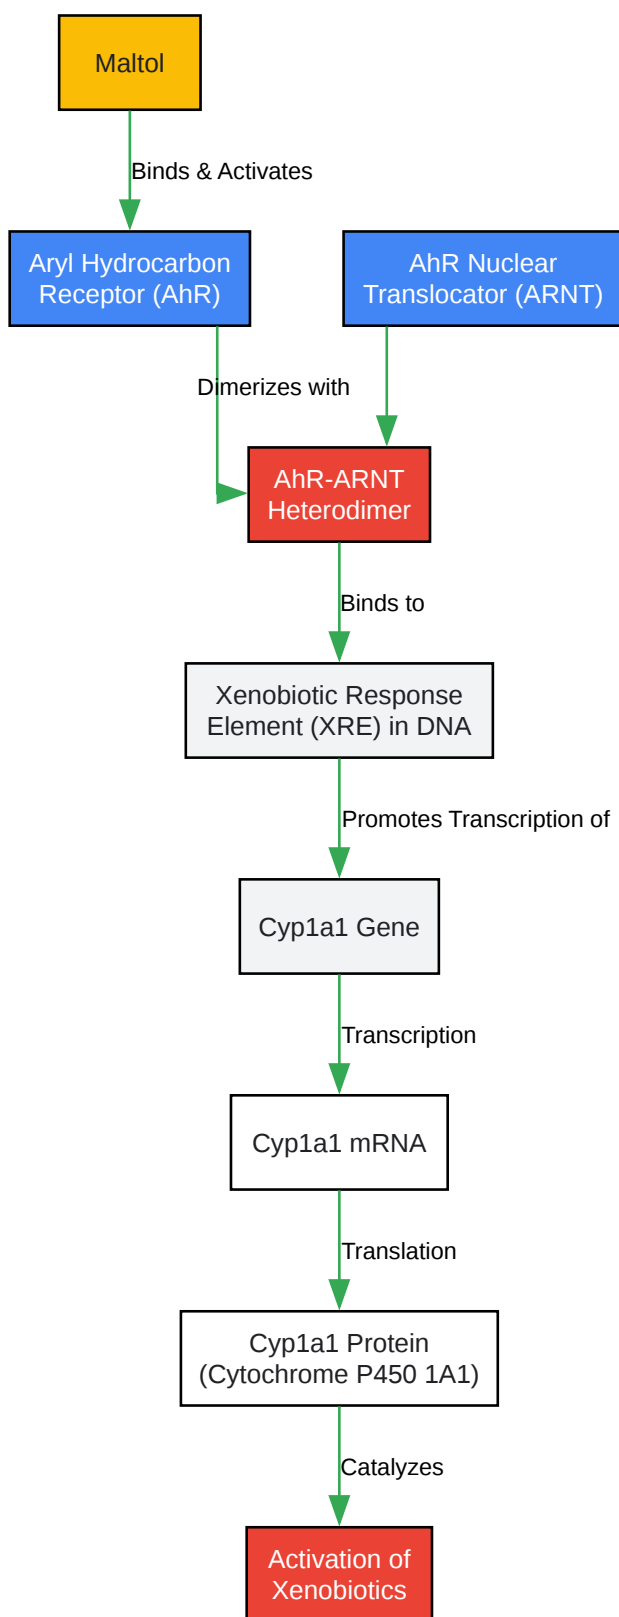 Maltol
Binds & Activates
Aryl Hydrocarbon
Receptor (AhR)
AhR Nuclear
Translocator (ARNT)
Dimerizes with
AhR-ARNT
Heterodimer
Binds to
Xenobiotic Response
Element (XRE) in DNA
Promotes Transcription of
Cyp1a1 Gene
Transcription
Cyp1a1 mRNA
Translation
Cyp1a1 Protein
(Cytochrome P450 1A1)
Catalyzes
Activation of
Xenobiotics